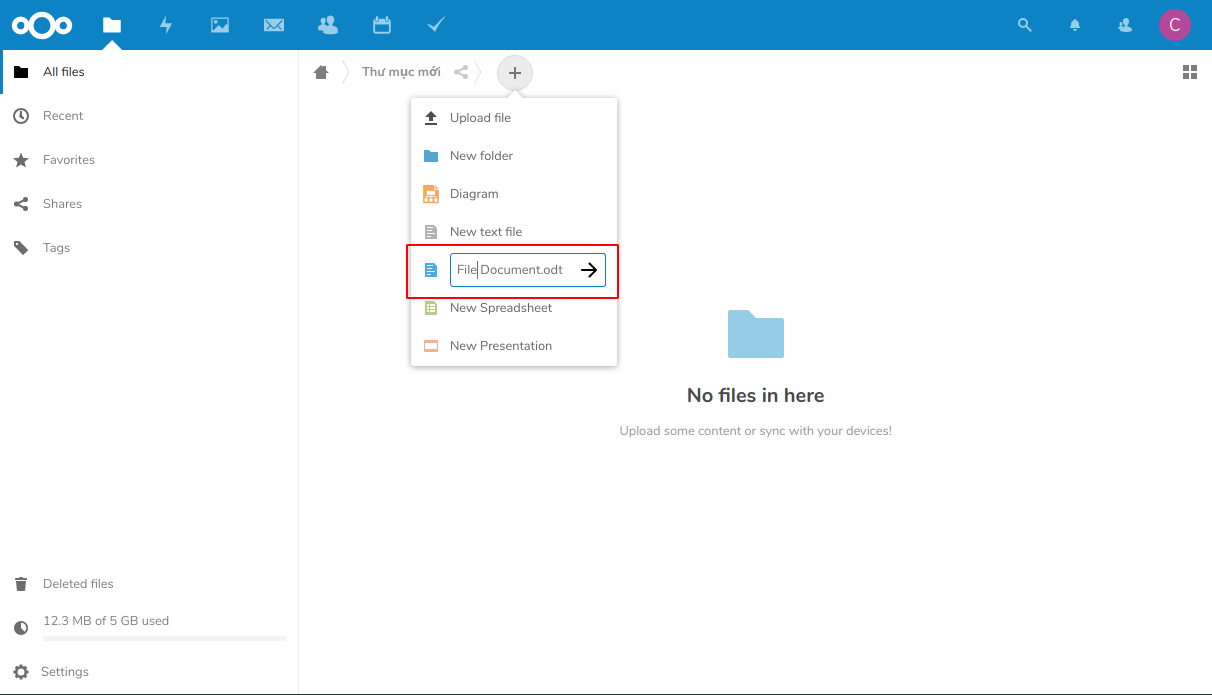 C
All files
Recent
Favorites
Shares
Tags
Thư mục mới
Upload file
New folder
Diagram
New text file
File Document.odt
New Spreadsheet
New Presentation
No files in here
Upload some content or sync with your devices!
Deleted files
12.3 MB of 5 GB used
Settings